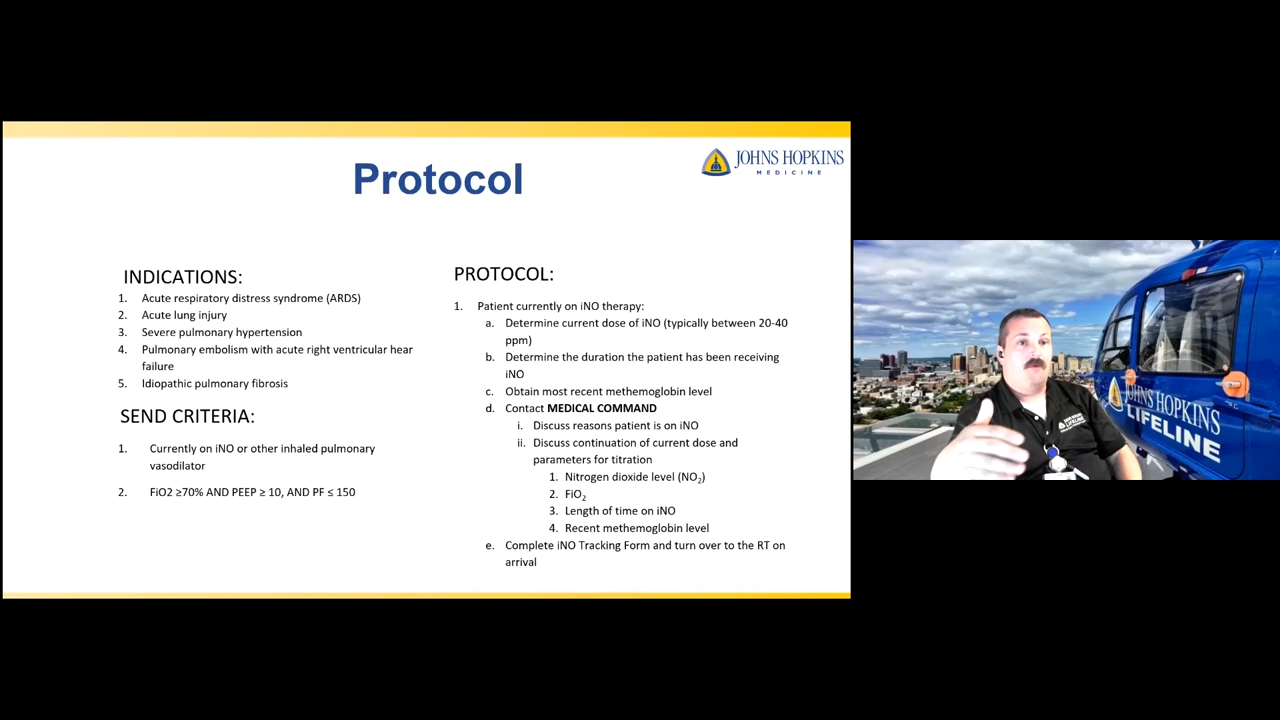 Protocol
JOHNS HOPKINS
MEDICINE
INDICATIONS:
1. Acute respiratory distress syndrome (ARDS)
2. Acute lung injury
3. Severe pulmonary hypertension
4. Pulmonary embolism with acute right ventricular hear
failure
5. Idiopathic pulmonary fibrosis
SEND CRITERIA:
1. Currently on iNO or other inhaled pulmonary
vasodilator
2. FiO2 ≥70% AND PEEP ≥ 10, AND PF ≤ 150
PROTOCOL:
1. Patient currently on iNO therapy:
a. Determine current dose of iNO (typically between 20-40
ppm)
b. Determine the duration the patient has been receiving
iNO
c. Obtain most recent methemoglobin level
d. Contact MEDICAL COMMAND
i. Discuss reasons patient is on iNO
ii. Discuss continuation of current dose and
parameters for titration
1. Nitrogen dioxide level (NO₂)
2. FiO₂
3. Length of time on iNO
4. Recent methemoglobin level
e. Complete iNO Tracking Form and turn over to the RT on
arrival
JOHNS HOPKINS
LIFELINE